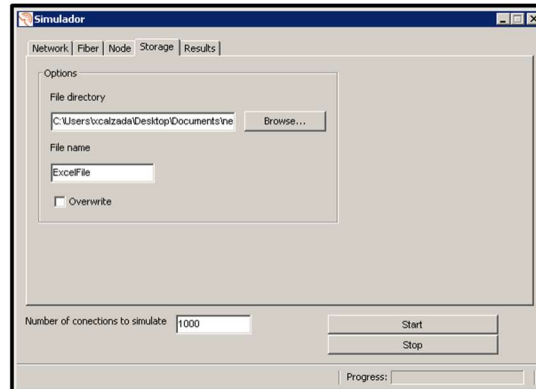 Simulador
Network Fiber Node Storage Results
Options
File directory
C:\Users\xcalzada\Desktop\Documents\ne
Browse...
File name
ExcelFile
Overwrite
Number of conections to simulate 1000
Start
Stop
Progress: